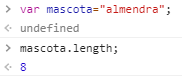 > var mascota="almendra";
< undefined
> mascota.length;
< 8